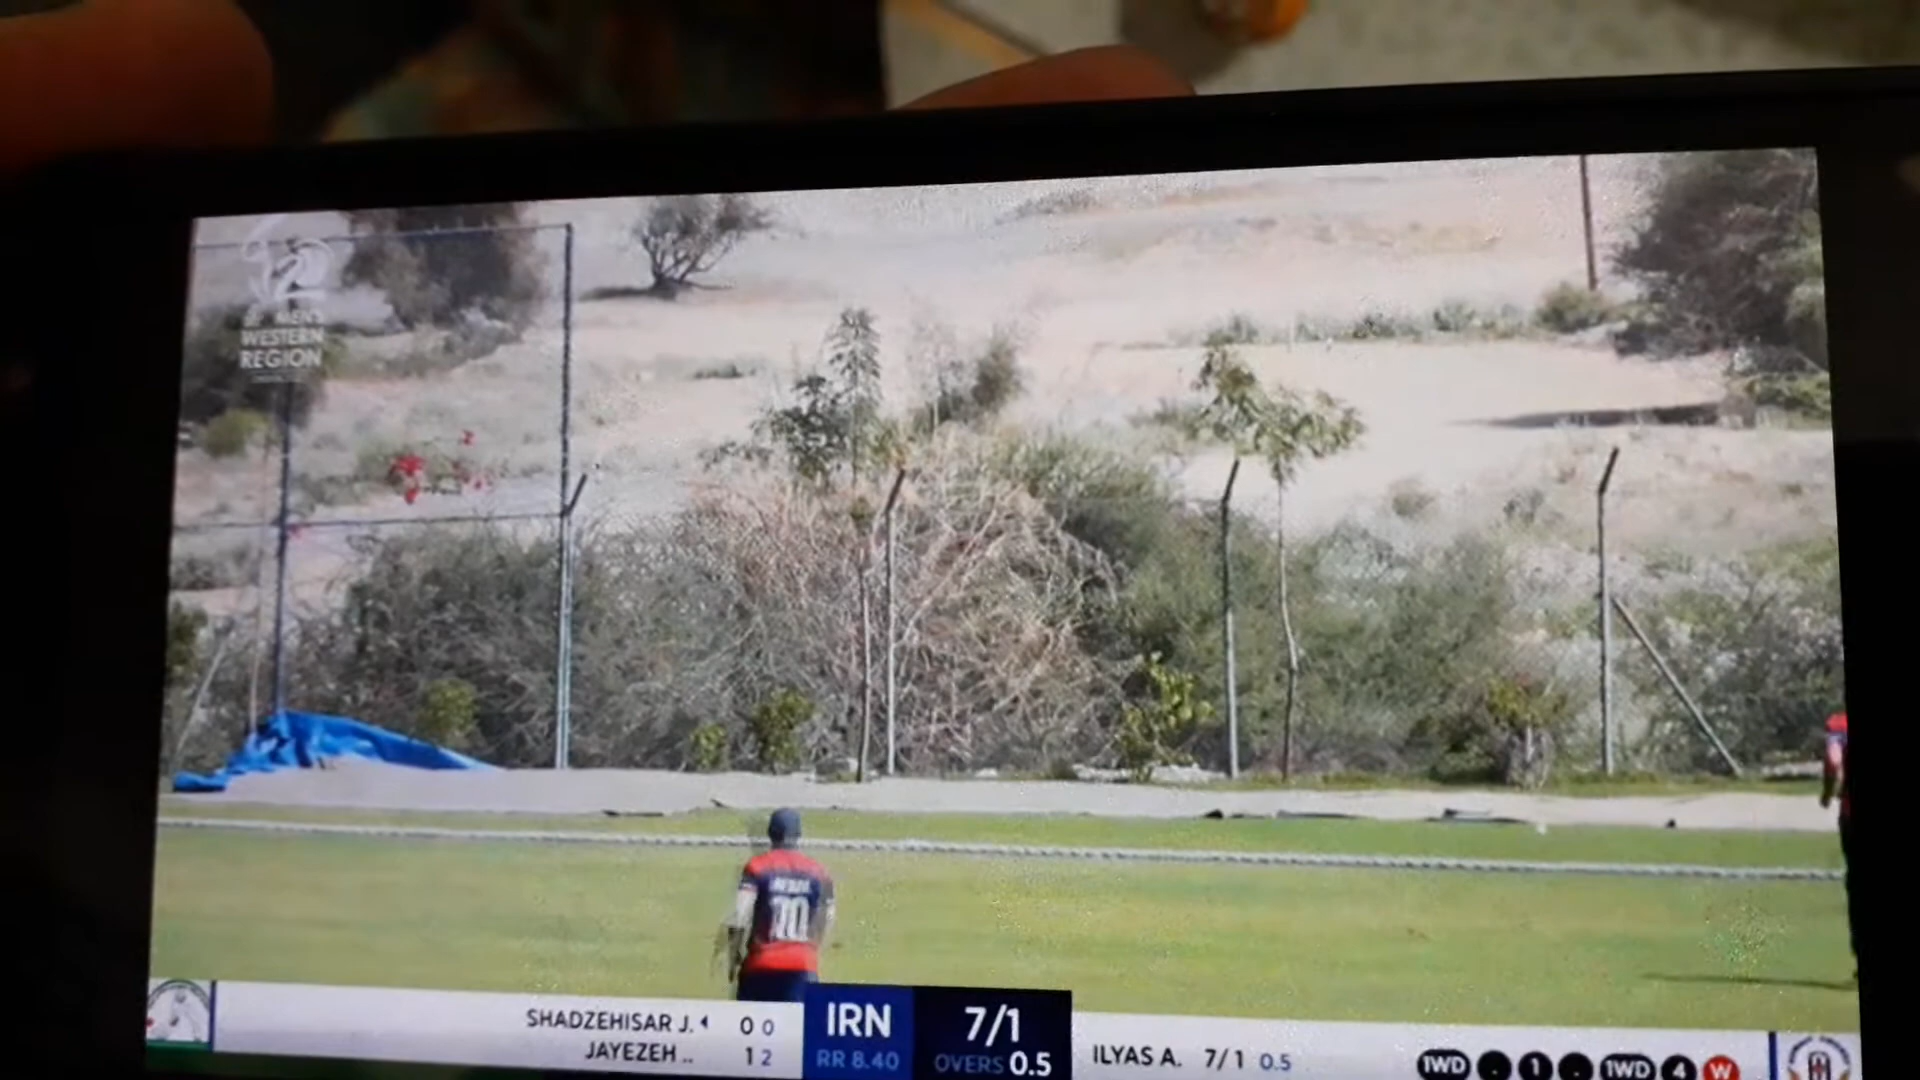 MEN'S
WESTERN
REGION
10
SHADZEHISAR J. 0 0
JAYEZEH .. 1 2
IRN
RR 8.40
7/1
OVERS 0.5
ILYAS A. 7/1 0.5
1WD . 1 . 1WD 4 W